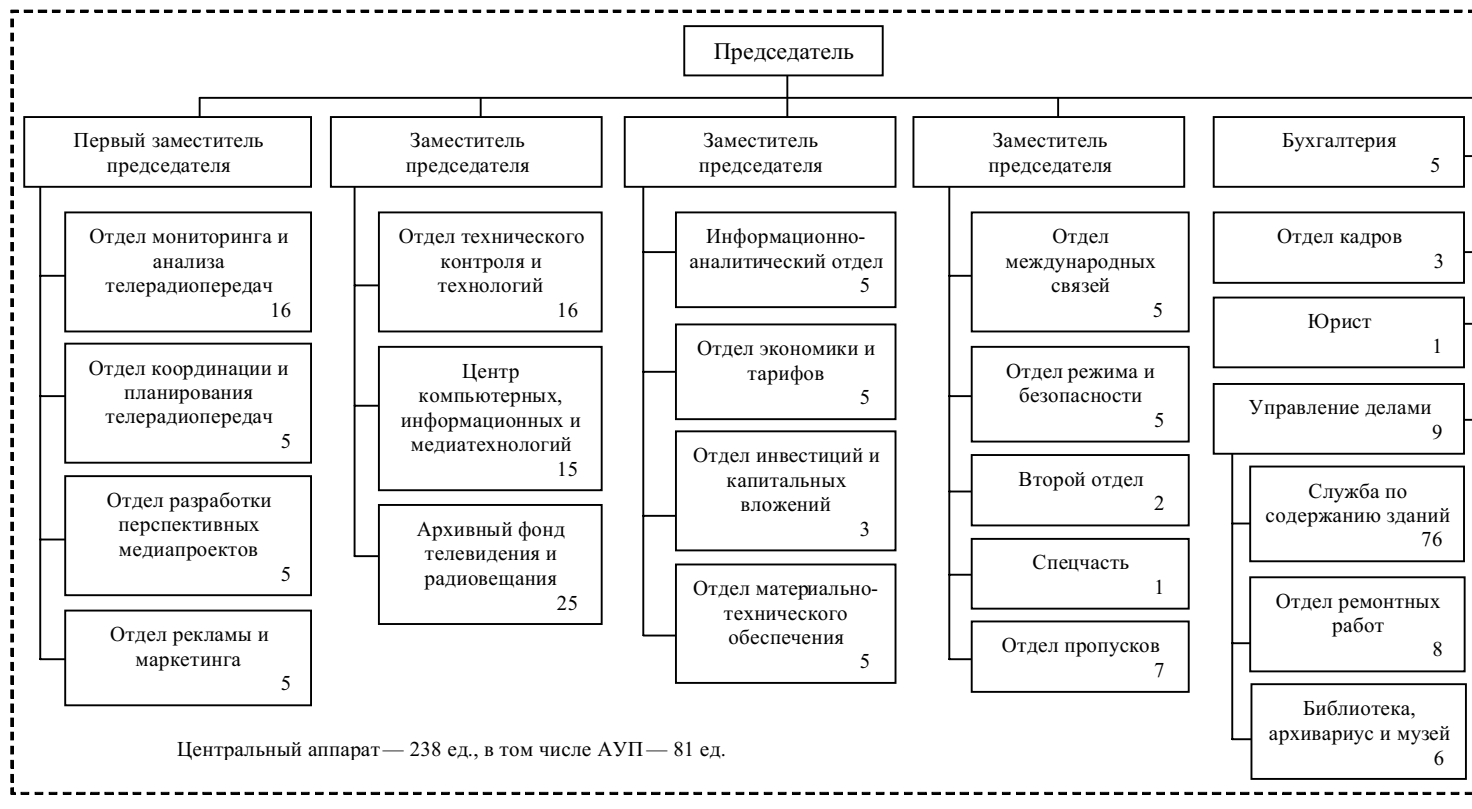 Председатель
Первый заместитель
председателя
Отдел мониторинга и
анализа
телерадиопередач
16
Отдел координации и
планирования
телерадиопередач
5
Отдел разработки
перспективных
медиапроектов
5
Отдел рекламы и
маркетинга
5
Заместитель
председателя
Отдел технического
контроля и
технологий
16
Центр
компьютерных,
информационных и
медиатехнологий
15
Архивный фонд
телевидения и
радиовещания
25
Заместитель
председателя
Информационно-
аналитический отдел
5
Отдел экономики и
тарифов
5
Отдел инвестиций и
капитальных
вложений
3
Отдел материально-
технического
обеспечения
5
Заместитель
председателя
Отдел
международных
связей
5
Отдел режима и
безопасности
5
Второй отдел
2
Спецчасть
1
Отдел пропусков
7
Бухгалтерия
5
Отдел кадров
3
Юрист
1
Управление делами
9
Служба по
содержанию зданий
76
Отдел ремонтных
работ
8
Библиотека,
архивариус и музей
6
Центральный аппарат — 238 ед., в том числе АУП — 81 ед.